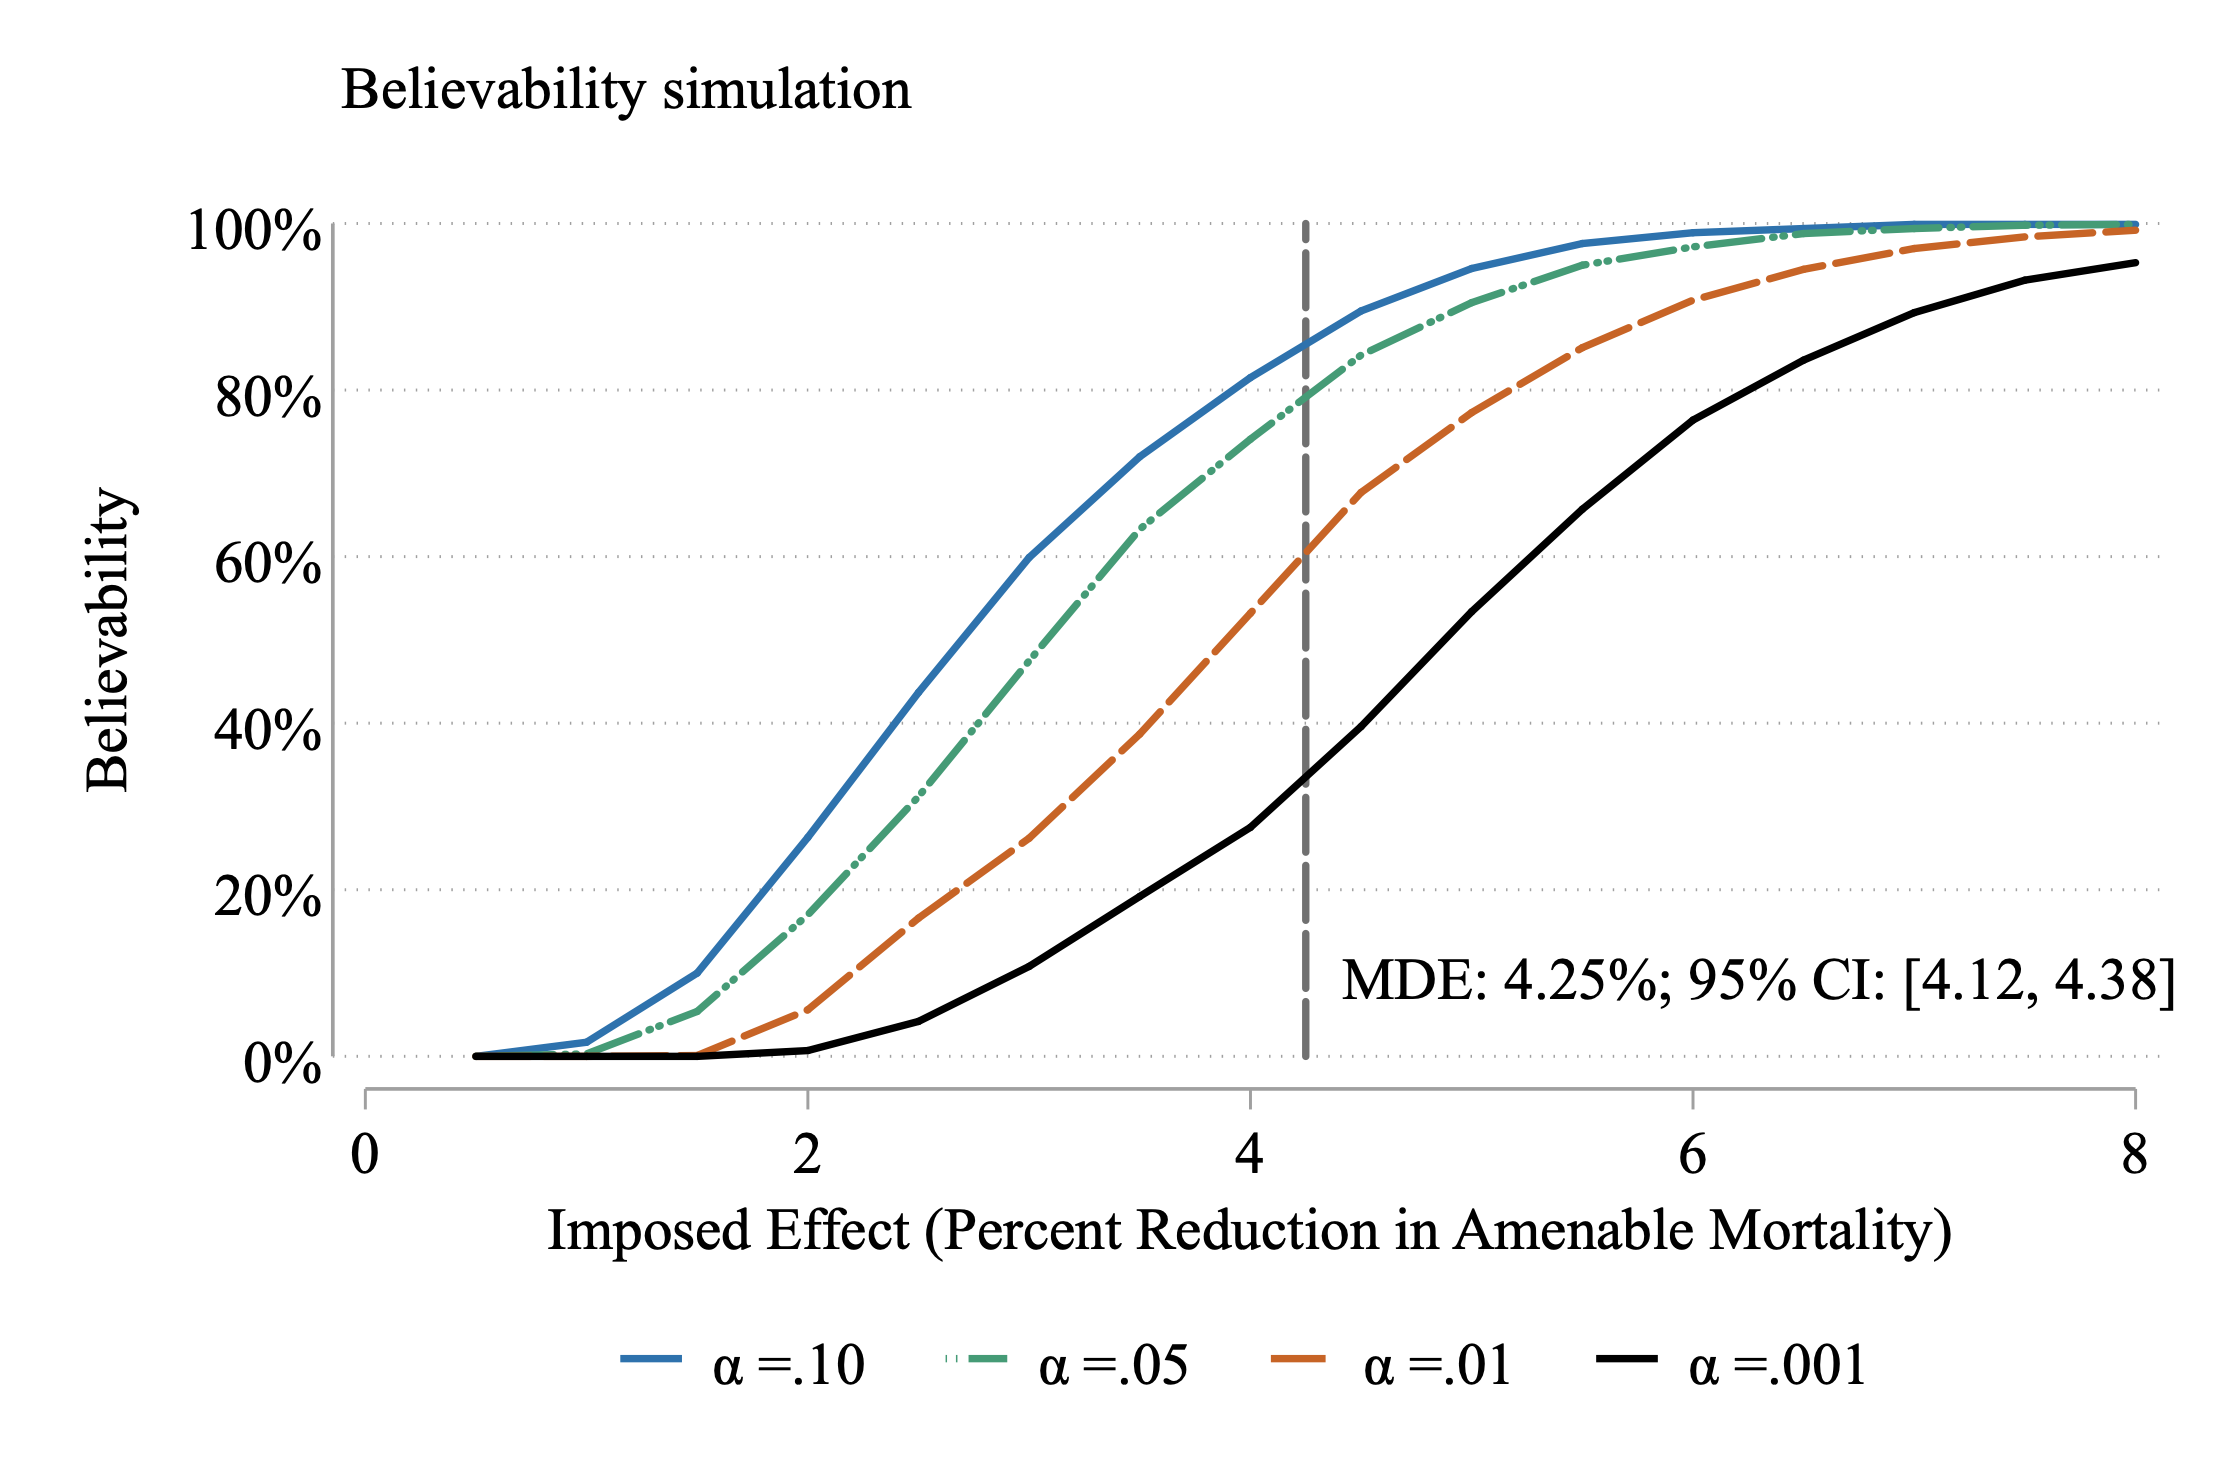 Believability simulation
100%
80%
60%
40%
20%
0%
Believability
MDE: 4.25%; 95% CI: [4.12, 4.38]
0 2 4 6 8
Imposed Effect (Percent Reduction in Amenable Mortality)
α =.10 α =.05 α =.01 α =.001